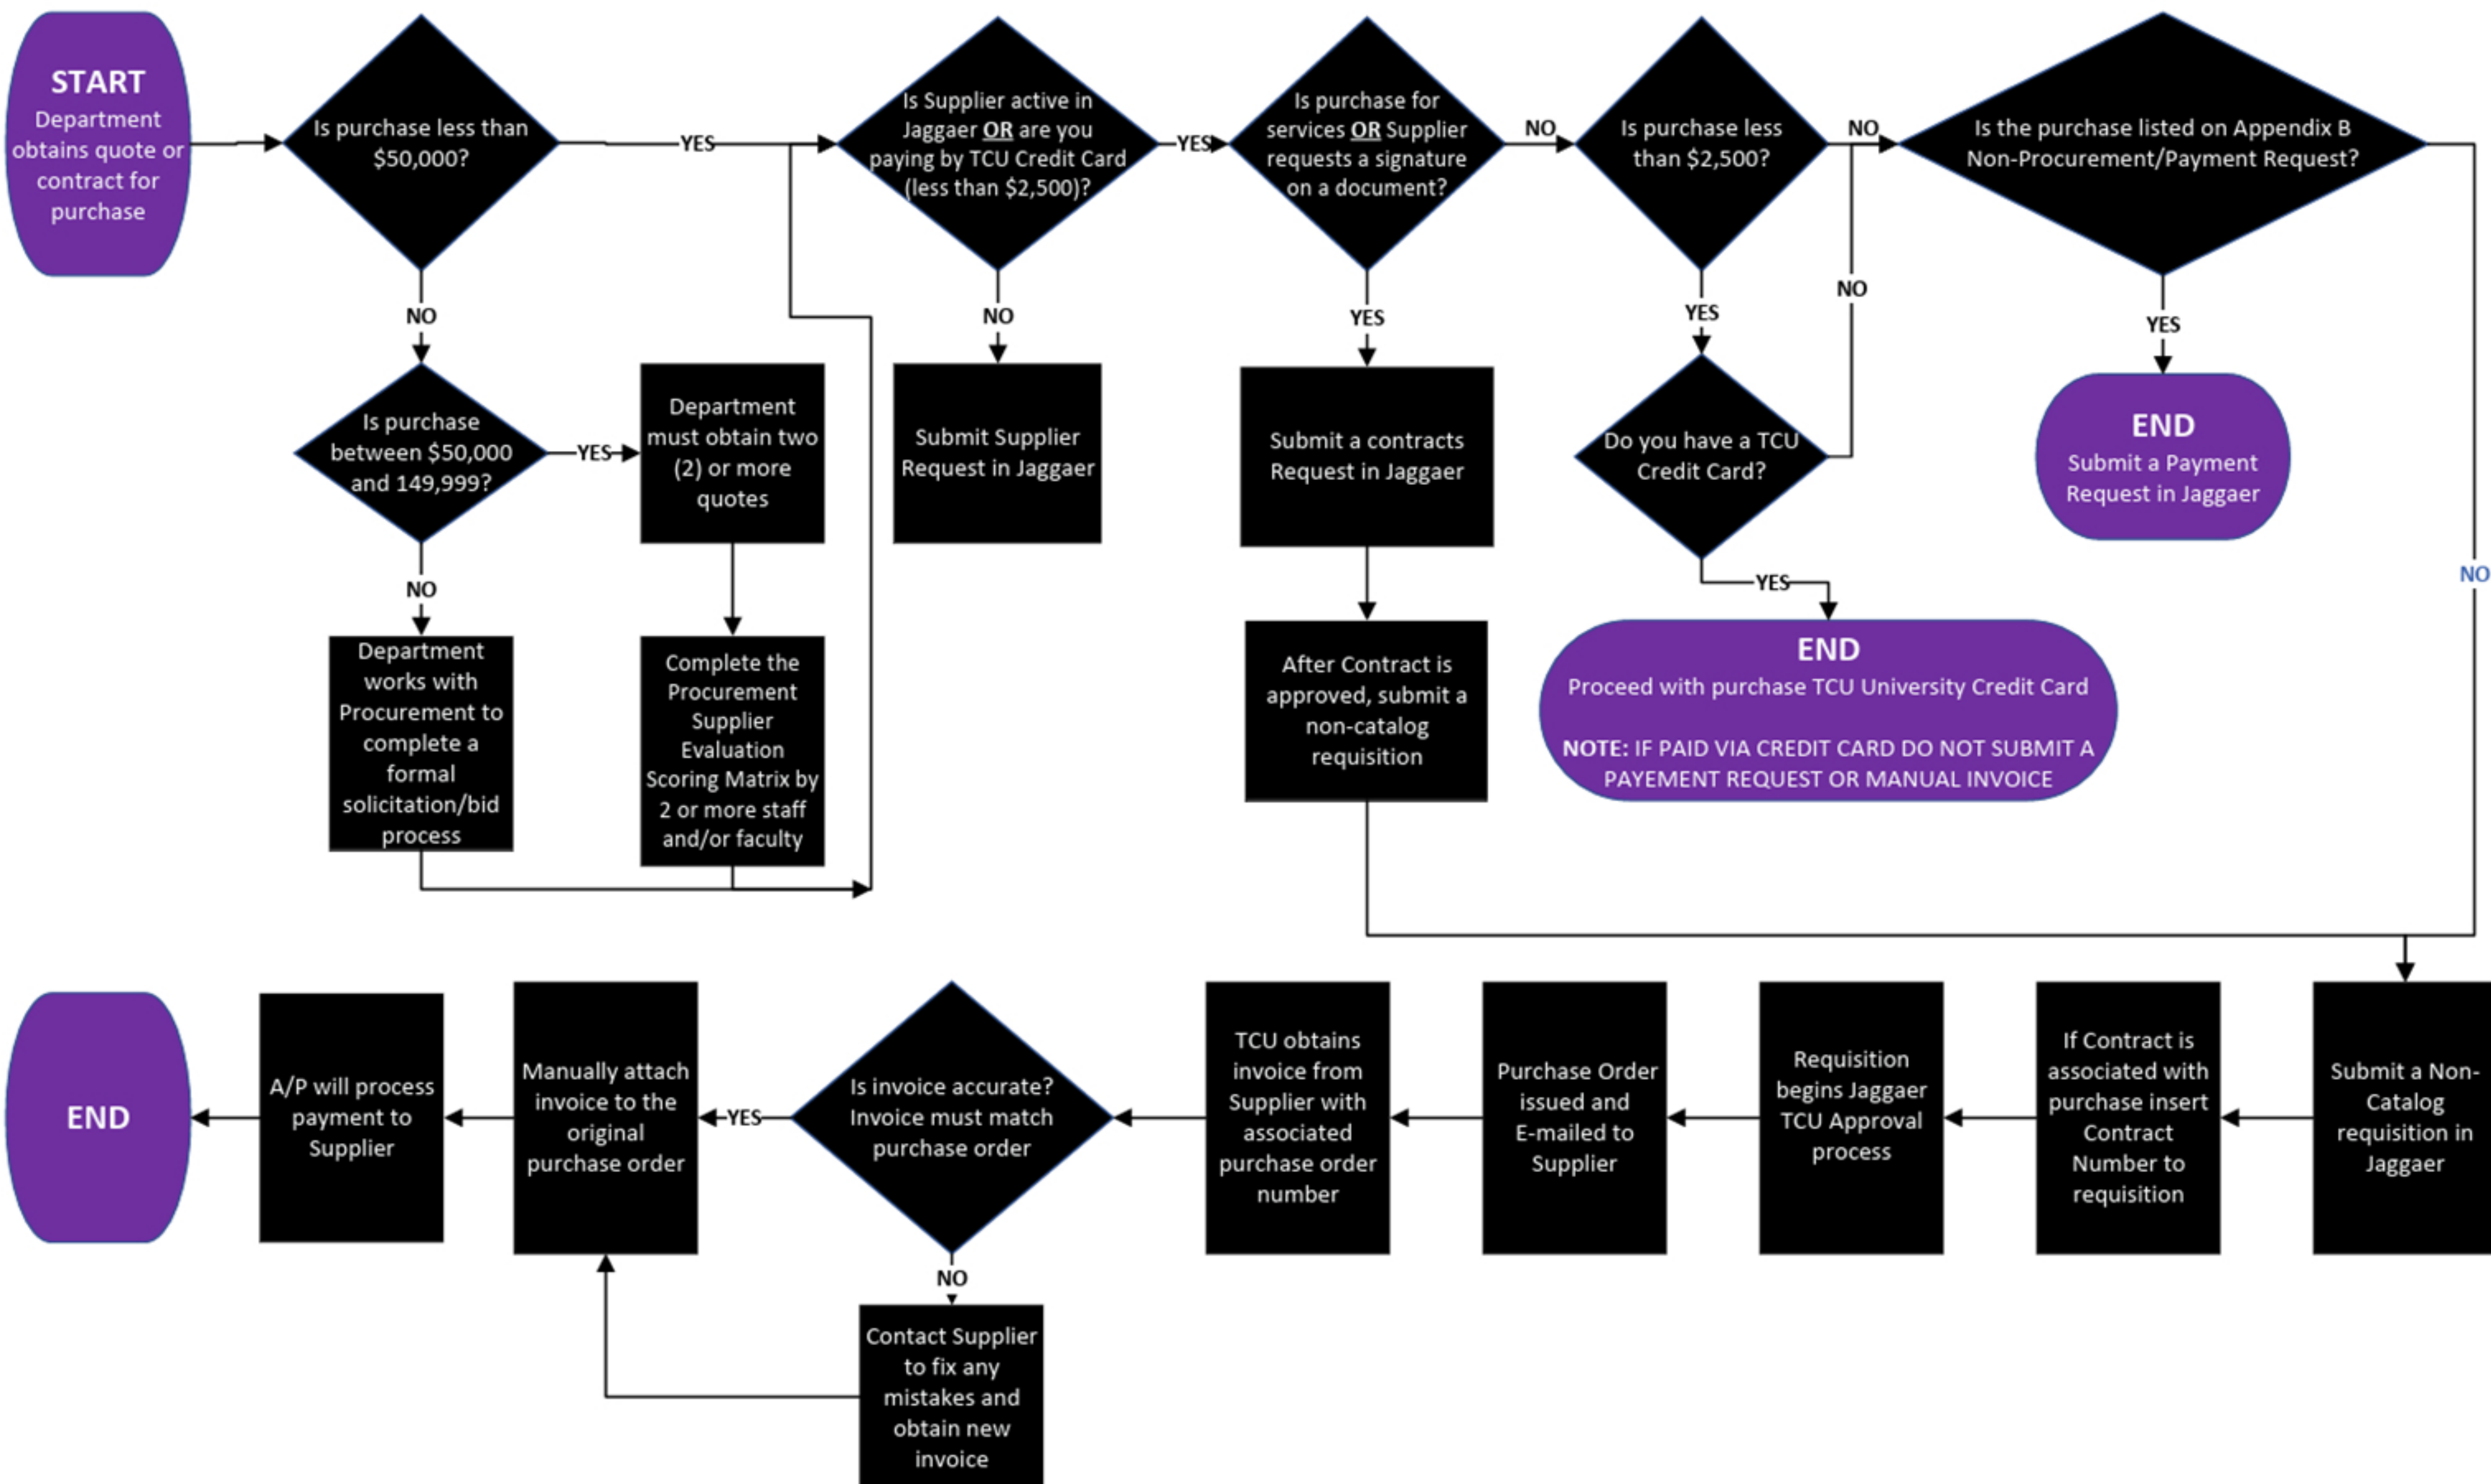 START
Department
obtains quote or
contract for
purchase
Is purchase less than
$50,000?
YES
Is Supplier active in
Jaggaer OR are you
paying by TCU Credit Card
(less than $2,500)?
YES
Is purchase for
services OR Supplier
requests a signature
on a document?
NO
Is purchase less
than $2,500?
NO
Is the purchase listed on Appendix B
Non-Procurement/Payment Request?
NO
NO
YES
YES
NO
YES
Is purchase
between $50,000
and 149,999?
YES
Department
must obtain two
(2) or more
quotes
Submit Supplier
Request in Jaggaer
Submit a contracts
Request in Jaggaer
Do you have a TCU
Credit Card?
END
Submit a Payment
Request in Jaggaer
NO
YES
NO
Department
works with
Procurement to
complete a
formal
solicitation/bid
process
Complete the
Procurement
Supplier
Evaluation
Scoring Matrix by
2 or more staff
and/or faculty
After Contract is
approved, submit a
non-catalog
requisition
END
Proceed with purchase TCU University Credit Card
NOTE: IF PAID VIA CREDIT CARD DO NOT SUBMIT A
PAYEMENT REQUEST OR MANUAL INVOICE
END
A/P will process
payment to
Supplier
Manually attach
invoice to the
original
purchase order
YES
Is invoice accurate?
Invoice must match
purchase order
TCU obtains
invoice from
Supplier with
associated
purchase order
number
Purchase Order
issued and
E-mailed to
Supplier
Requisition
begins Jaggaer
TCU Approval
process
If Contract is
associated with
purchase insert
Contract
Number to
requisition
Submit a Non-
Catalog
requisition in
Jaggaer
NO
Contact Supplier
to fix any
mistakes and
obtain new
invoice